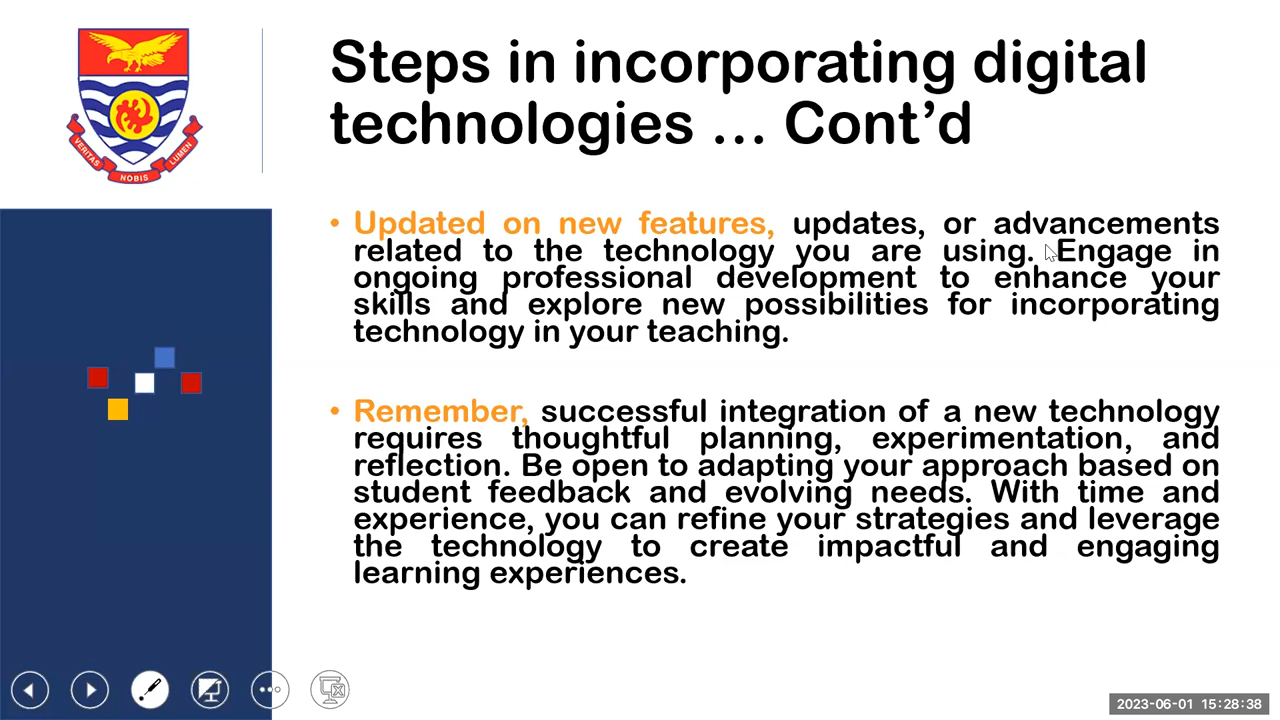 Steps in incorporating digital
technologies … Cont’d
VERITAS NOBIS LUMEN
• Updated on new features, updates, or advancements
related to the technology you are using. Engage in
ongoing professional development to enhance your
skills and explore new possibilities for incorporating
technology in your teaching.
• Remember, successful integration of a new technology
requires thoughtful planning, experimentation, and
reflection. Be open to adapting your approach based on
student feedback and evolving needs. With time and
experience, you can refine your strategies and leverage
the technology to create impactful and engaging
learning experiences.
2023-06-01 15:28:38